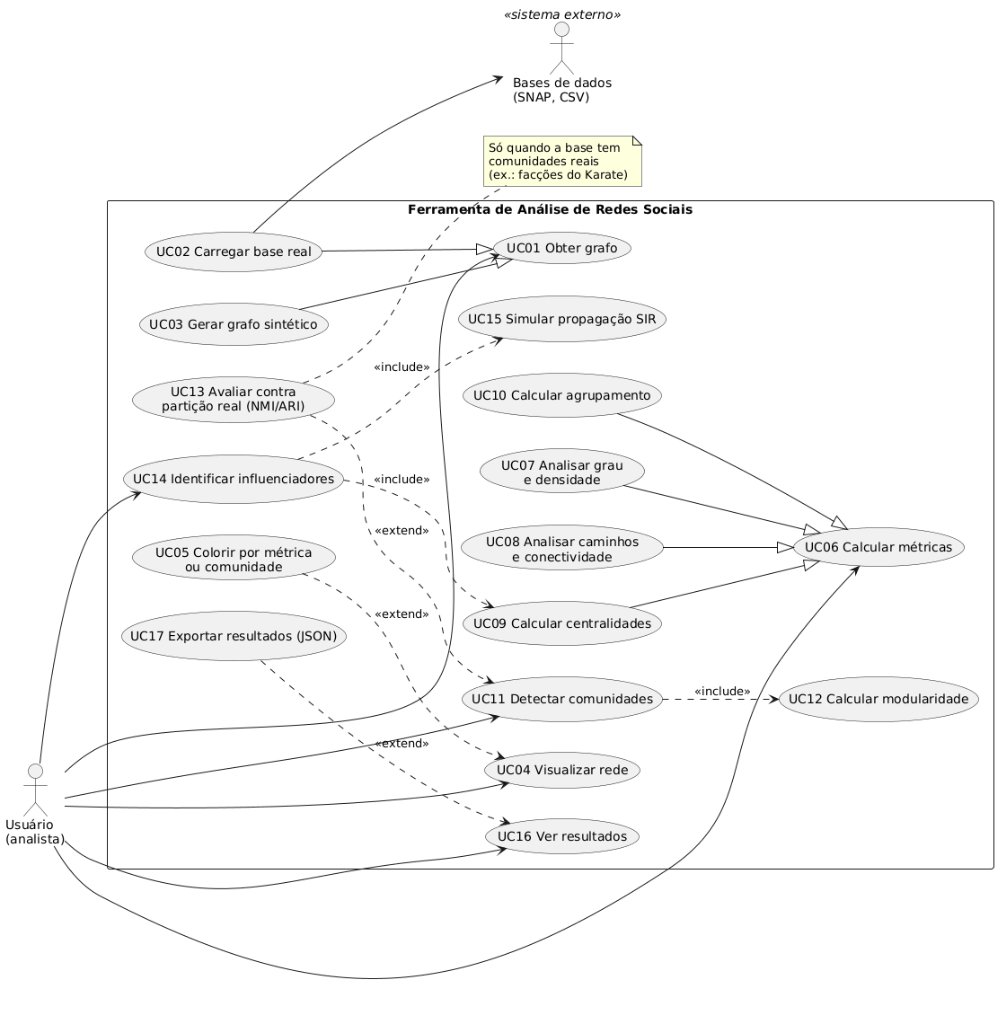 «sistema externo»
Bases de dados
(SNAP, CSV)
Só quando a base tem
comunidades reais
(ex.: facções do Karate)
Ferramenta de Análise de Redes Sociais
UC02 Carregar base real
UC01 Obter grafo
UC03 Gerar grafo sintético
UC15 Simular propagação SIR
«include»
UC13 Avaliar contra
partição real (NMI/ARI)
UC10 Calcular agrupamento
UC14 Identificar influenciadores
«include»
UC07 Analisar grau
e densidade
«extend»
UC05 Colorir por métrica
ou comunidade
UC08 Analisar caminhos
e conectividade
UC06 Calcular métricas
«extend»
UC17 Exportar resultados (JSON)
UC09 Calcular centralidades
UC11 Detectar comunidades
«include»
UC12 Calcular modularidade
«extend»
UC04 Visualizar rede
Usuário
(analista)
UC16 Ver resultados